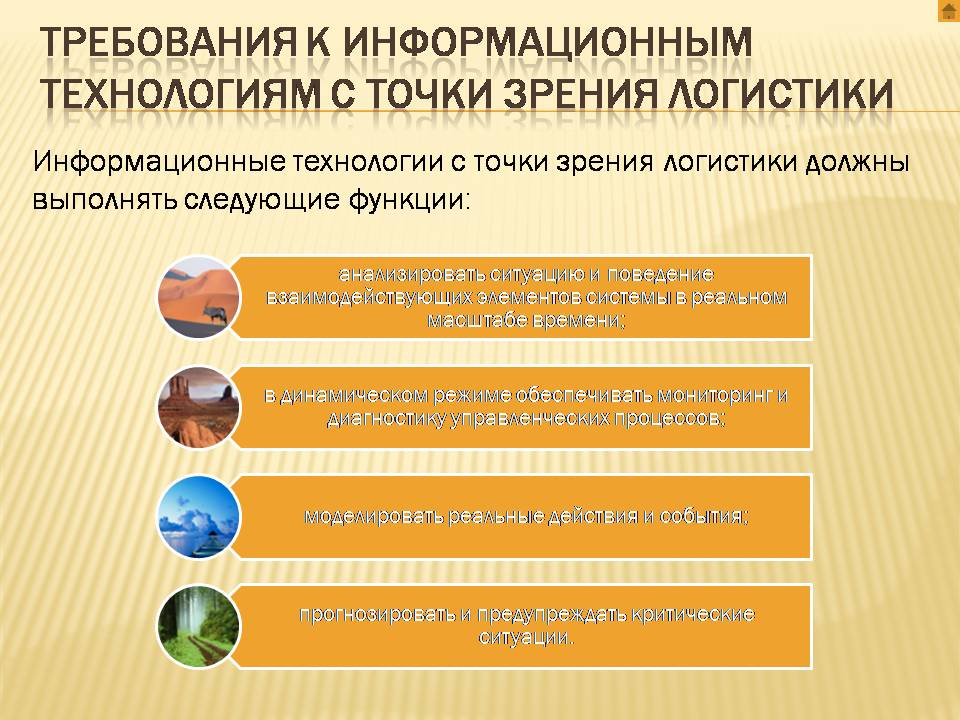 ТРЕБОВАНИЯ К ИНФОРМАЦИОННЫМ
ТЕХНОЛОГИЯМ С ТОЧКИ ЗРЕНИЯ ЛОГИСТИКИ
Информационные технологии с точки зрения логистики должны
выполнять следующие функции:
анализировать ситуацию и поведение
взаимодействующих элементов системы в реальном
масштабе времени;
в динамическом режиме обеспечивать мониторинг и
диагностику управленческих процессов;
моделировать реальные действия и события;
прогнозировать и предупреждать критические
ситуации.